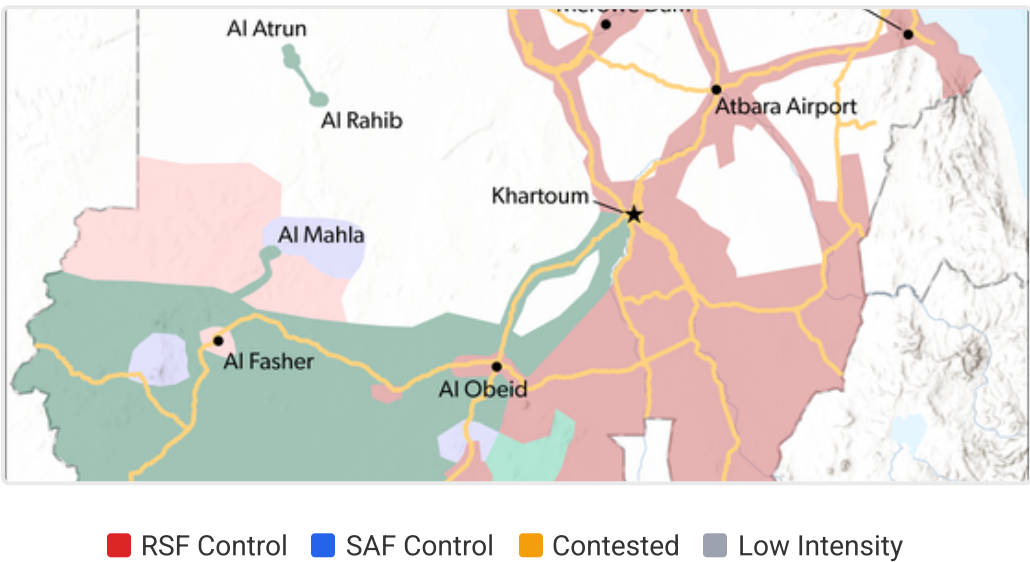 Al Atrun
Al Rahib
Atbara Airport
Khartoum
Al Mahla
Al Fasher
Al Obeid
RSF Control
SAF Control
Contested
Low Intensity